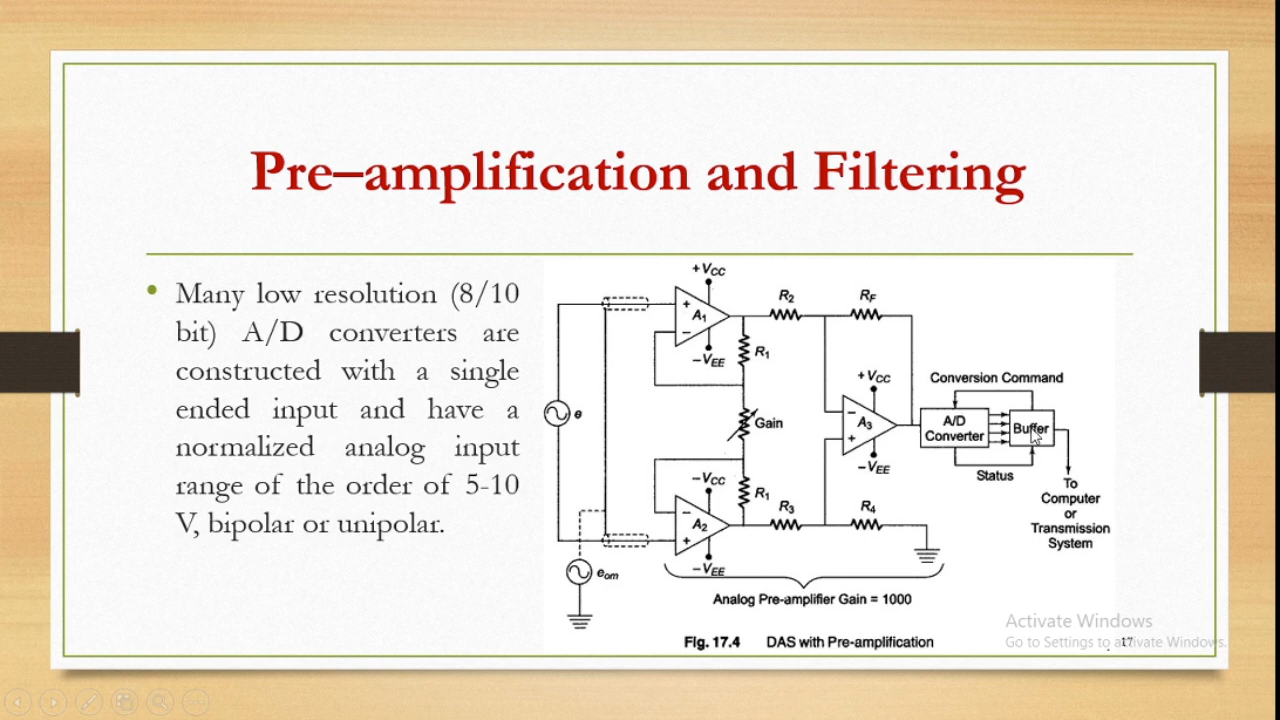 Pre–amplification and Filtering
• Many low resolution (8/10
bit) A/D converters are
constructed with a single
ended input and have a
normalized analog input
range of the order of 5-10
V, bipolar or unipolar.
+VCC
R2
RF
+
A1
−
−VEE
R1
+VCC
Conversion Command
e
Gain
−
A3
+
A/D
Converter
Buffer
−VEE
Status
−VCC
R1
To
Computer
or
Transmission
System
−
A2
+
R3
R4
−VEE
eom
Analog Pre-amplifier Gain = 1000
Fig. 17.4 DAS with Pre-amplification
Activate Windows
Go to Settings to activate Windows.
17